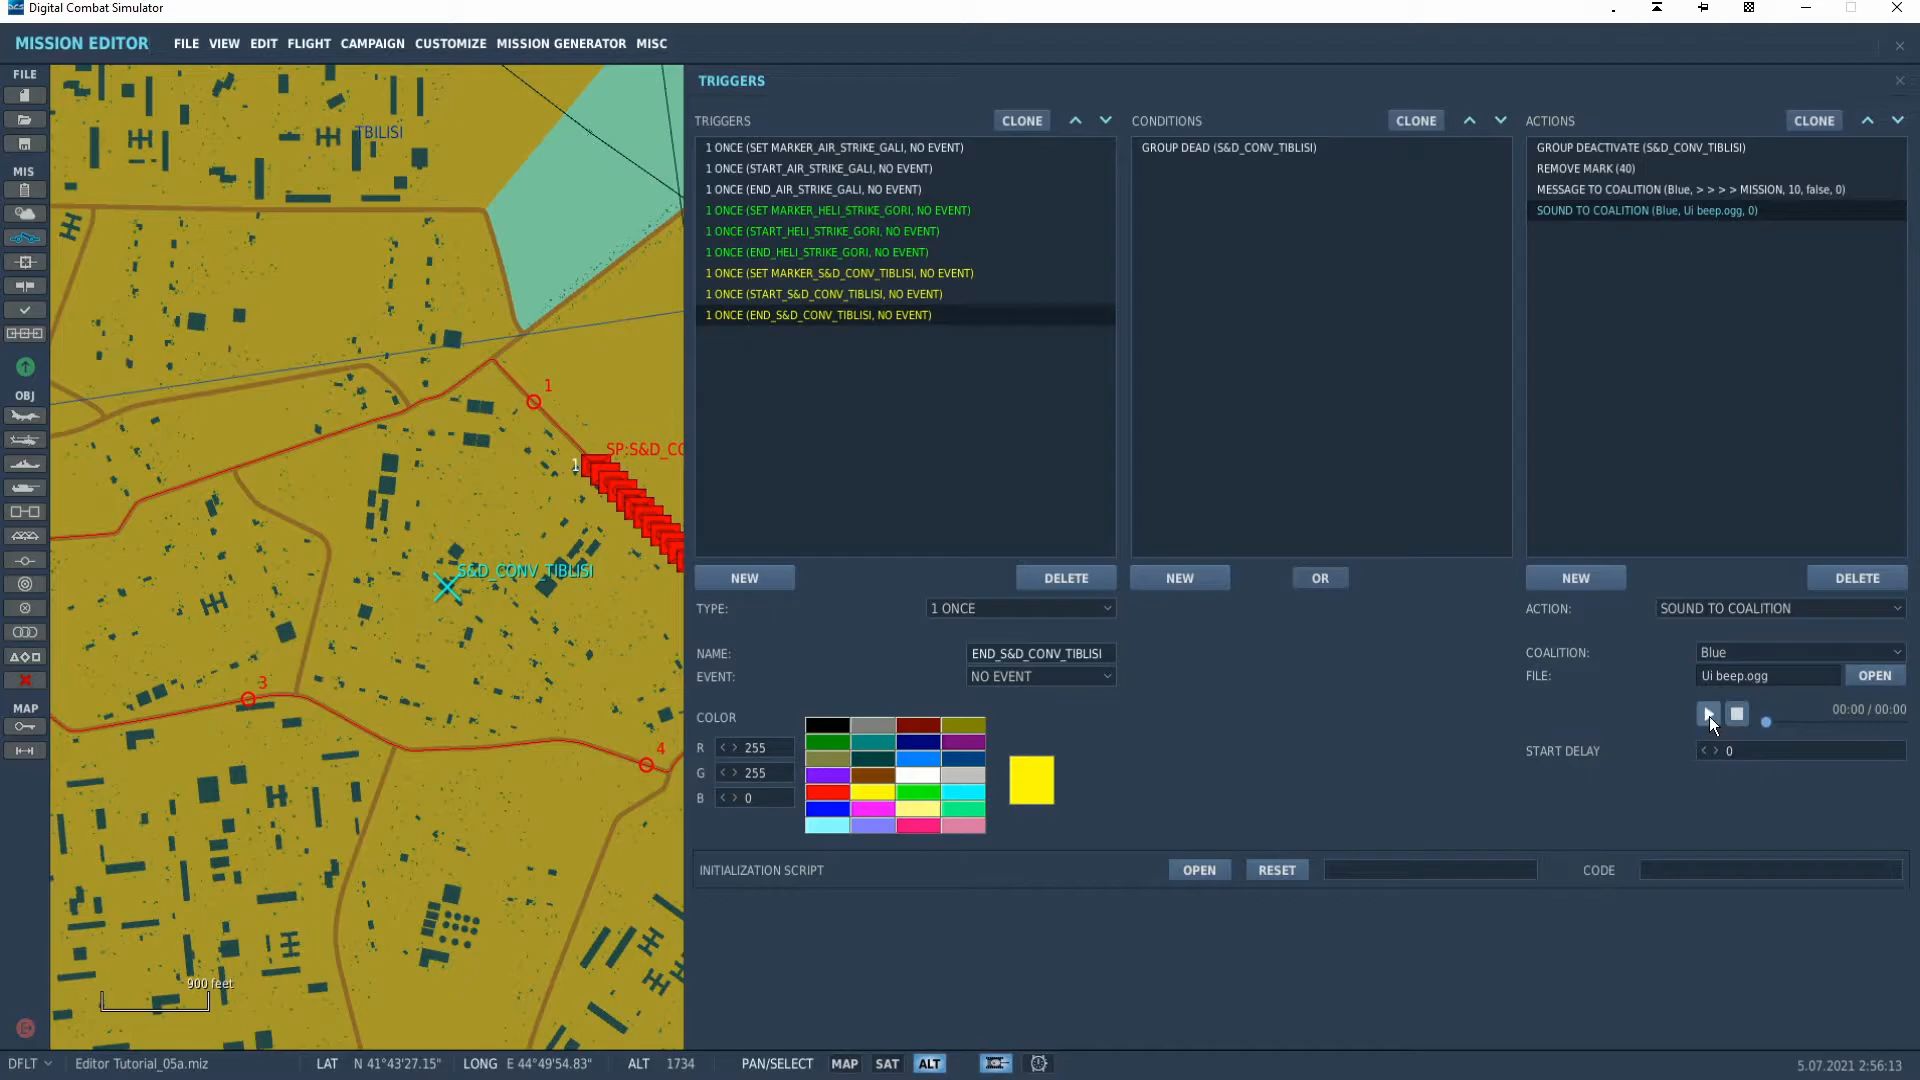 Digital Combat Simulator
MISSION EDITOR FILE VIEW EDIT FLIGHT CAMPAIGN CUSTOMIZE MISSION GENERATOR MISC
FILE
MIS
OBJ
MAP
TBILISI
1
SP:S&D_CO
1
S&D_CONV_TIBLISI
3
4
900 feet
TRIGGERS
TRIGGERS CLONE
1 ONCE (SET MARKER_AIR_STRIKE_GALI, NO EVENT)
1 ONCE (START_AIR_STRIKE_GALI, NO EVENT)
1 ONCE (END_AIR_STRIKE_GALI, NO EVENT)
1 ONCE (SET MARKER_HELI_STRIKE_GORI, NO EVENT)
1 ONCE (START_HELI_STRIKE_GORI, NO EVENT)
1 ONCE (END_HELI_STRIKE_GORI, NO EVENT)
1 ONCE (SET MARKER_S&D_CONV_TIBLISI, NO EVENT)
1 ONCE (START_S&D_CONV_TIBLISI, NO EVENT)
1 ONCE (END_S&D_CONV_TIBLISI, NO EVENT)
NEW DELETE
TYPE: 1 ONCE
NAME: END_S&D_CONV_TIBLISI
EVENT: NO EVENT
COLOR
R < > 255
G < > 255
B < > 0
CONDITIONS CLONE
GROUP DEAD (S&D_CONV_TIBLISI)
NEW OR
ACTIONS CLONE
GROUP DEACTIVATE (S&D_CONV_TIBLISI)
REMOVE MARK (40)
MESSAGE TO COALITION (Blue, > > > > MISSION, 10, false, 0)
SOUND TO COALITION (Blue, Ui beep.ogg, 0)
NEW DELETE
ACTION: SOUND TO COALITION
COALITION: Blue
FILE: Ui beep.ogg OPEN
00:00 / 00:00
START DELAY < > 0
INITIALIZATION SCRIPT OPEN RESET CODE
DFLT Editor Tutorial_05a.miz LAT N 41°43'27.15" LONG E 44°49'54.83" ALT 1734 PAN/SELECT MAP SAT ALT 5.07.2021 2:56:13